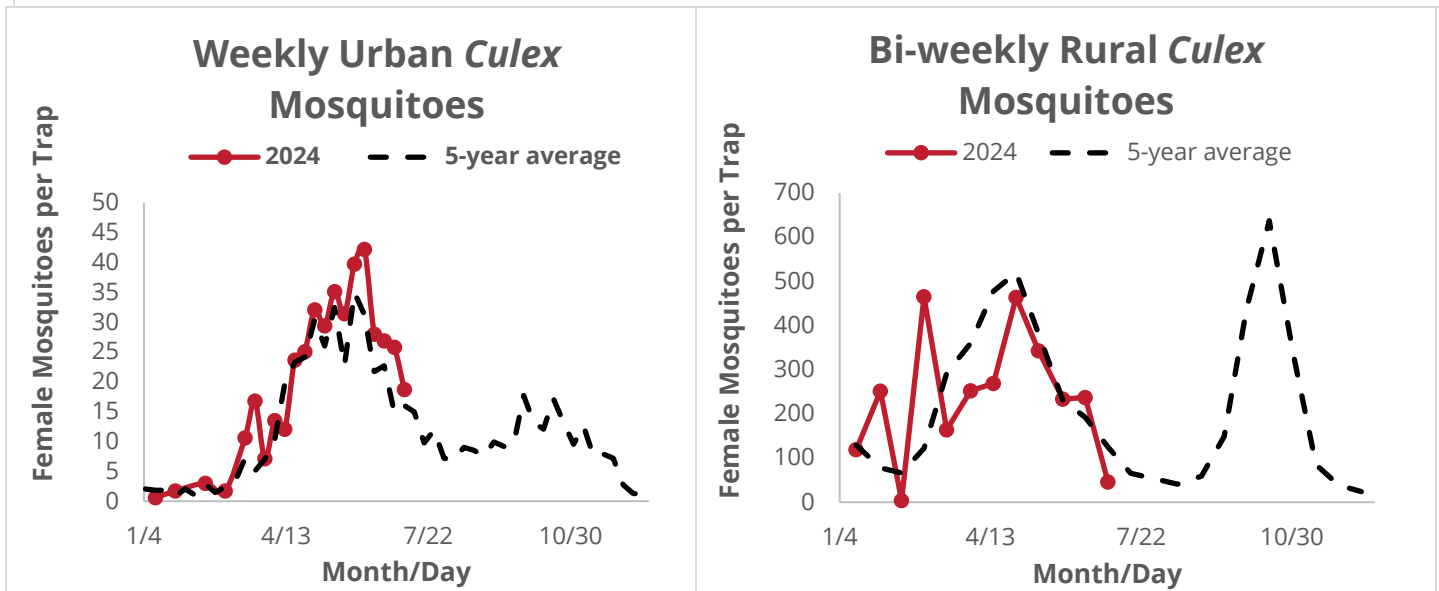 Weekly Urban Culex
Mosquitoes
2024
5-year average
Female Mosquitoes per Trap
50
45
40
35
30
25
20
15
10
5
0
1/4
4/13
7/22
10/30
Month/Day
Bi-weekly Rural Culex
Mosquitoes
2024
5-year average
Female Mosquitoes per Trap
700
600
500
400
300
200
100
0
1/4
4/13
7/22
10/30
Month/Day